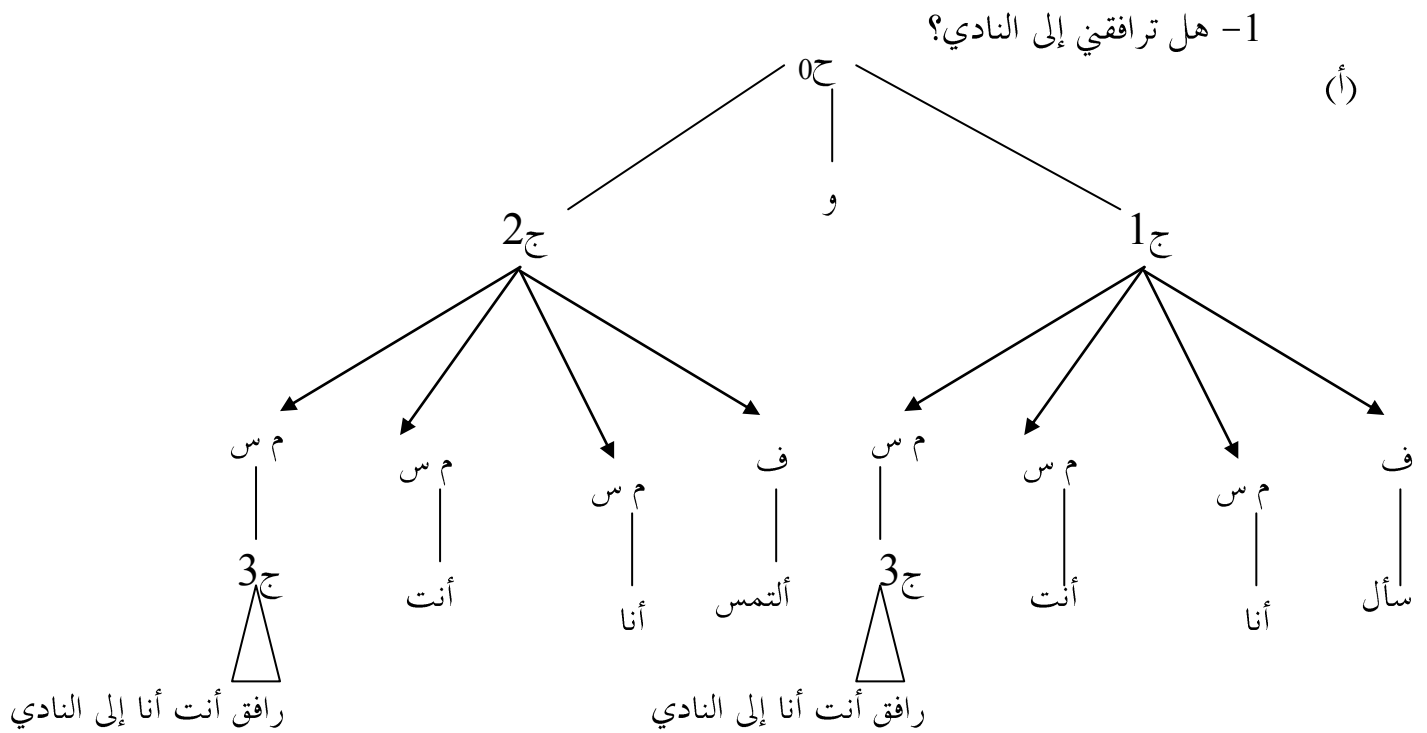 1- هل ترافقني إلى النادي؟
(أ)
ح0
و
ج1 ج2
ف م س م س م س ف م س م س م س
سأل أنا أنت ج3 ألتمس أنا أنت ج3
رافق أنت أنا إلى النادي رافق أنت أنا إلى النادي